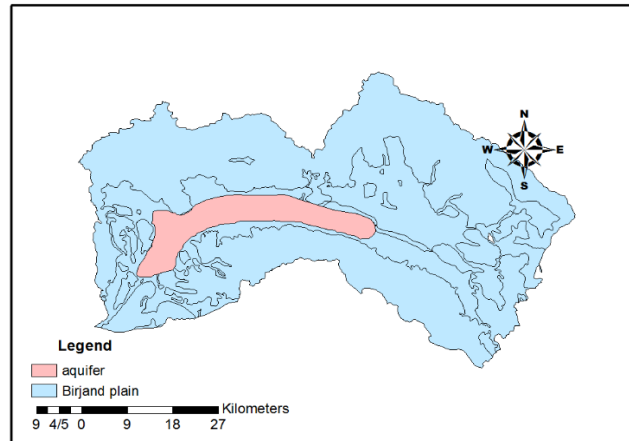 N
W E
S
Legend
aquifer
Birjand plain
Kilometers
9 4/5 0 9 18 27